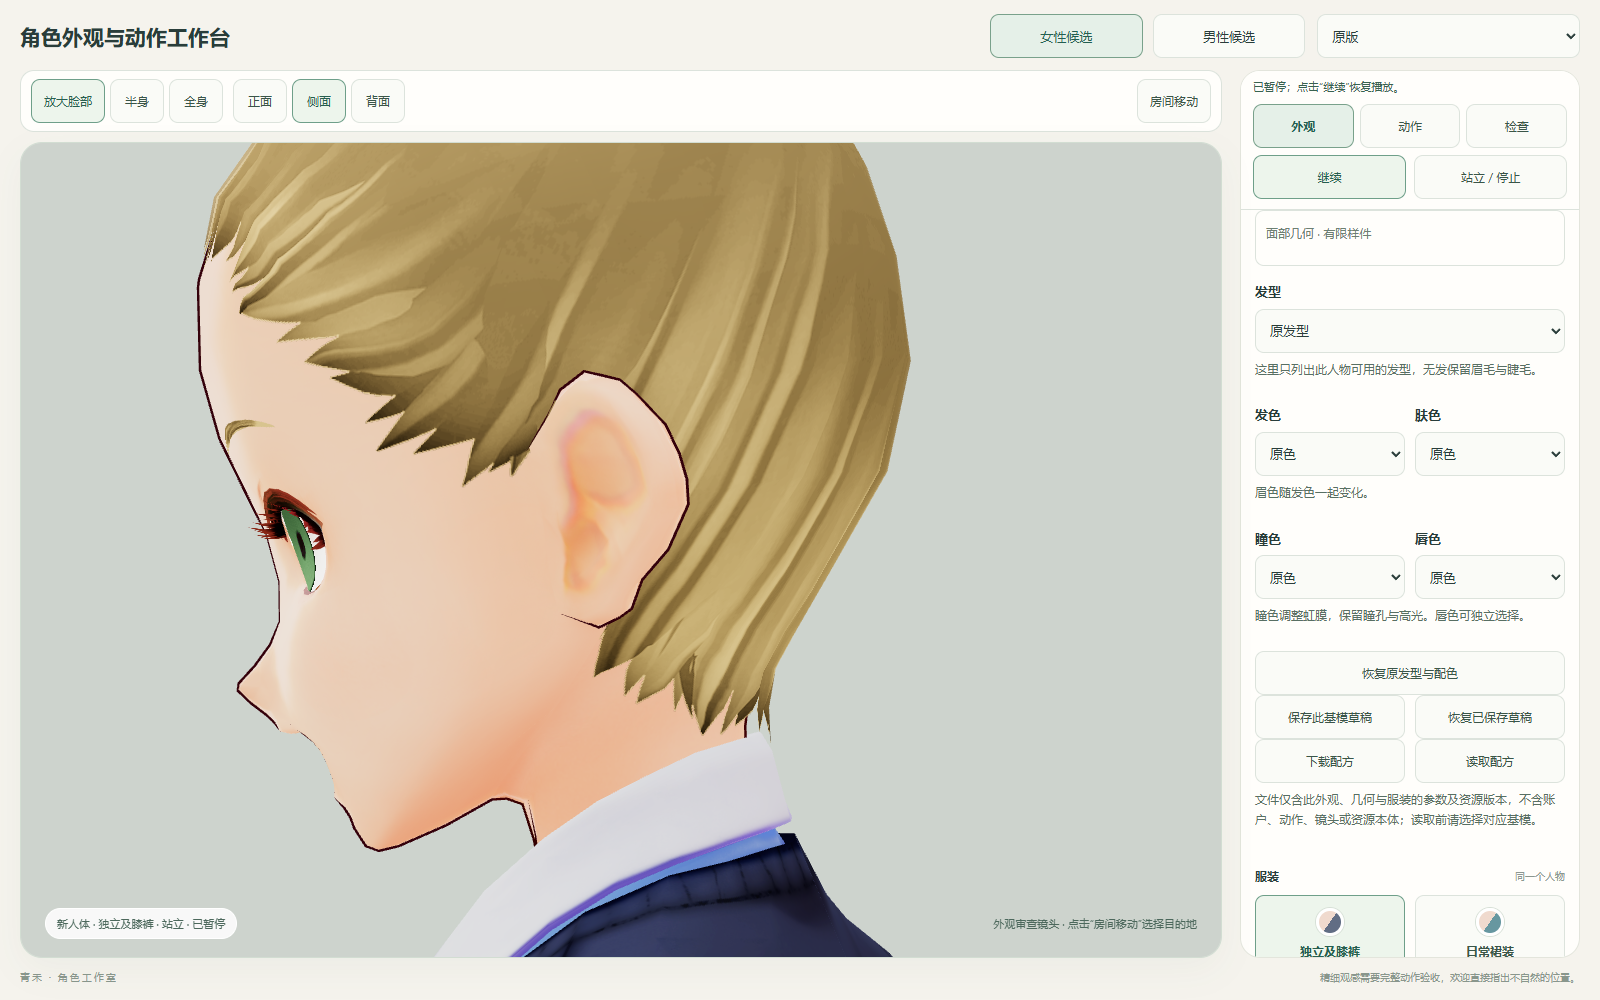 角色外观与动作工作台
女性候选
男性候选
原版
放大脸部
半身
全身
正面
侧面
背面
房间移动
已暂停；点击“继续”恢复播放。
外观
动作
检查
继续
站立 / 停止
面部几何 · 有限样件
发型
原发型
这里只列出此人物可用的发型，无发保留眉毛与睫毛。
发色
肤色
原色
原色
眉色随发色一起变化。
瞳色
唇色
原色
原色
瞳色调整虹膜，保留瞳孔与高光。唇色可独立选择。
恢复原发型与配色
保存此基模草稿
恢复已保存草稿
下载配方
读取配方
文件仅含此外观、几何与服装的参数及资源版本，不含账
户、动作、镜头或资源本体；读取前请选择对应基模。
服装
同一个人物
独立及膝裤
日常裙装
新人体 · 独立及膝裤 · 站立 · 已暂停
外观审查镜头 · 点击“房间移动”选择目的地
青禾 · 角色工作室
精细观感需要完整动作验收，欢迎直接指出不自然的位置。